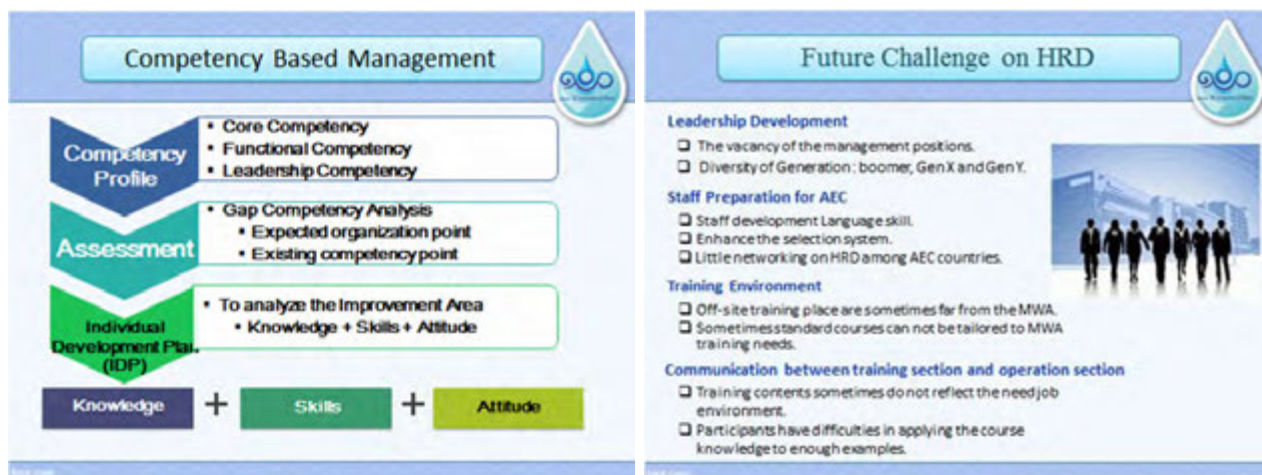 Competency Based Management
Competency
Profile
▪ Core Competency
▪ Functional Competency
▪ Leadership Competency
Assessment
▪ Gap Competency Analysis
▪ Expected organization point
▪ Existing competency point
Individual
Development Plan
(IDP)
▪ To analyze the Improvement Area
▪ Knowledge + Skills + Attitude
Knowledge + Skills + Attitude
Future Challenge on HRD
Leadership Development
❑ The vacancy of the management positions.
❑ Diversity of Generation : boomer, Gen X and Gen Y.
Staff Preparation for AEC
❑ Staff development Language skill.
❑ Enhance the selection system.
❑ Little networking on HRD among AEC countries.
Training Environment
❑ Off-site training place are sometimes far from the MWA.
❑ Sometimes standard courses can not be tailored to MWA
training needs.
Communication between training section and operation section
❑ Training contents sometimes do not reflect the need job
environment.
❑ Participants have difficulties in applying the course
knowledge to enough examples.